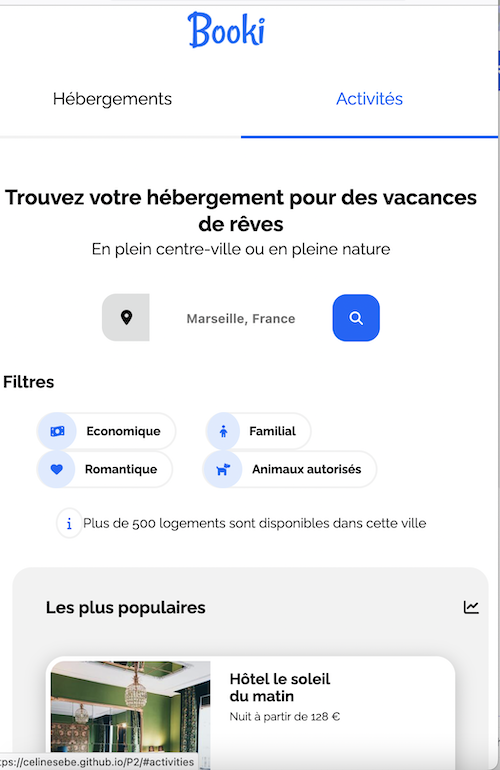 Booki
Hébergements
Activités
Trouvez votre hébergement pour des vacances
de rêves
En plein centre-ville ou en pleine nature
Marseille, France
Filtres
Economique
Familial
Romantique
Animaux autorisés
i Plus de 500 logements sont disponibles dans cette ville
Les plus populaires
Hôtel le soleil
du matin
Nuit à partir de 128 €
ps://celinesebe.github.io/P2/#activities